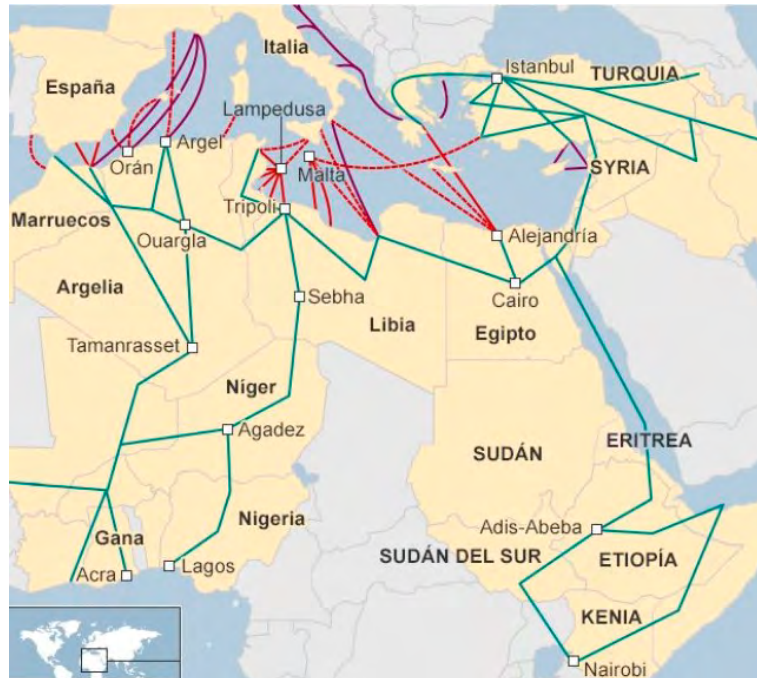 Italia
España
Istanbul
TURQUIA
Lampedusa
Argel
Orán
Malta
SYRIA
Marruecos
Tripoli
Ouargla
Alejandría
Argelia
Sebha
Cairo
Libia
Egipto
Tamanrasset
Níger
Agadez
ERITREA
SUDÁN
Nigeria
Gana
Adis-Abeba
SUDÁN DEL SUR
ETIOPÍA
Acra
Lagos
KENIA
Nairobi